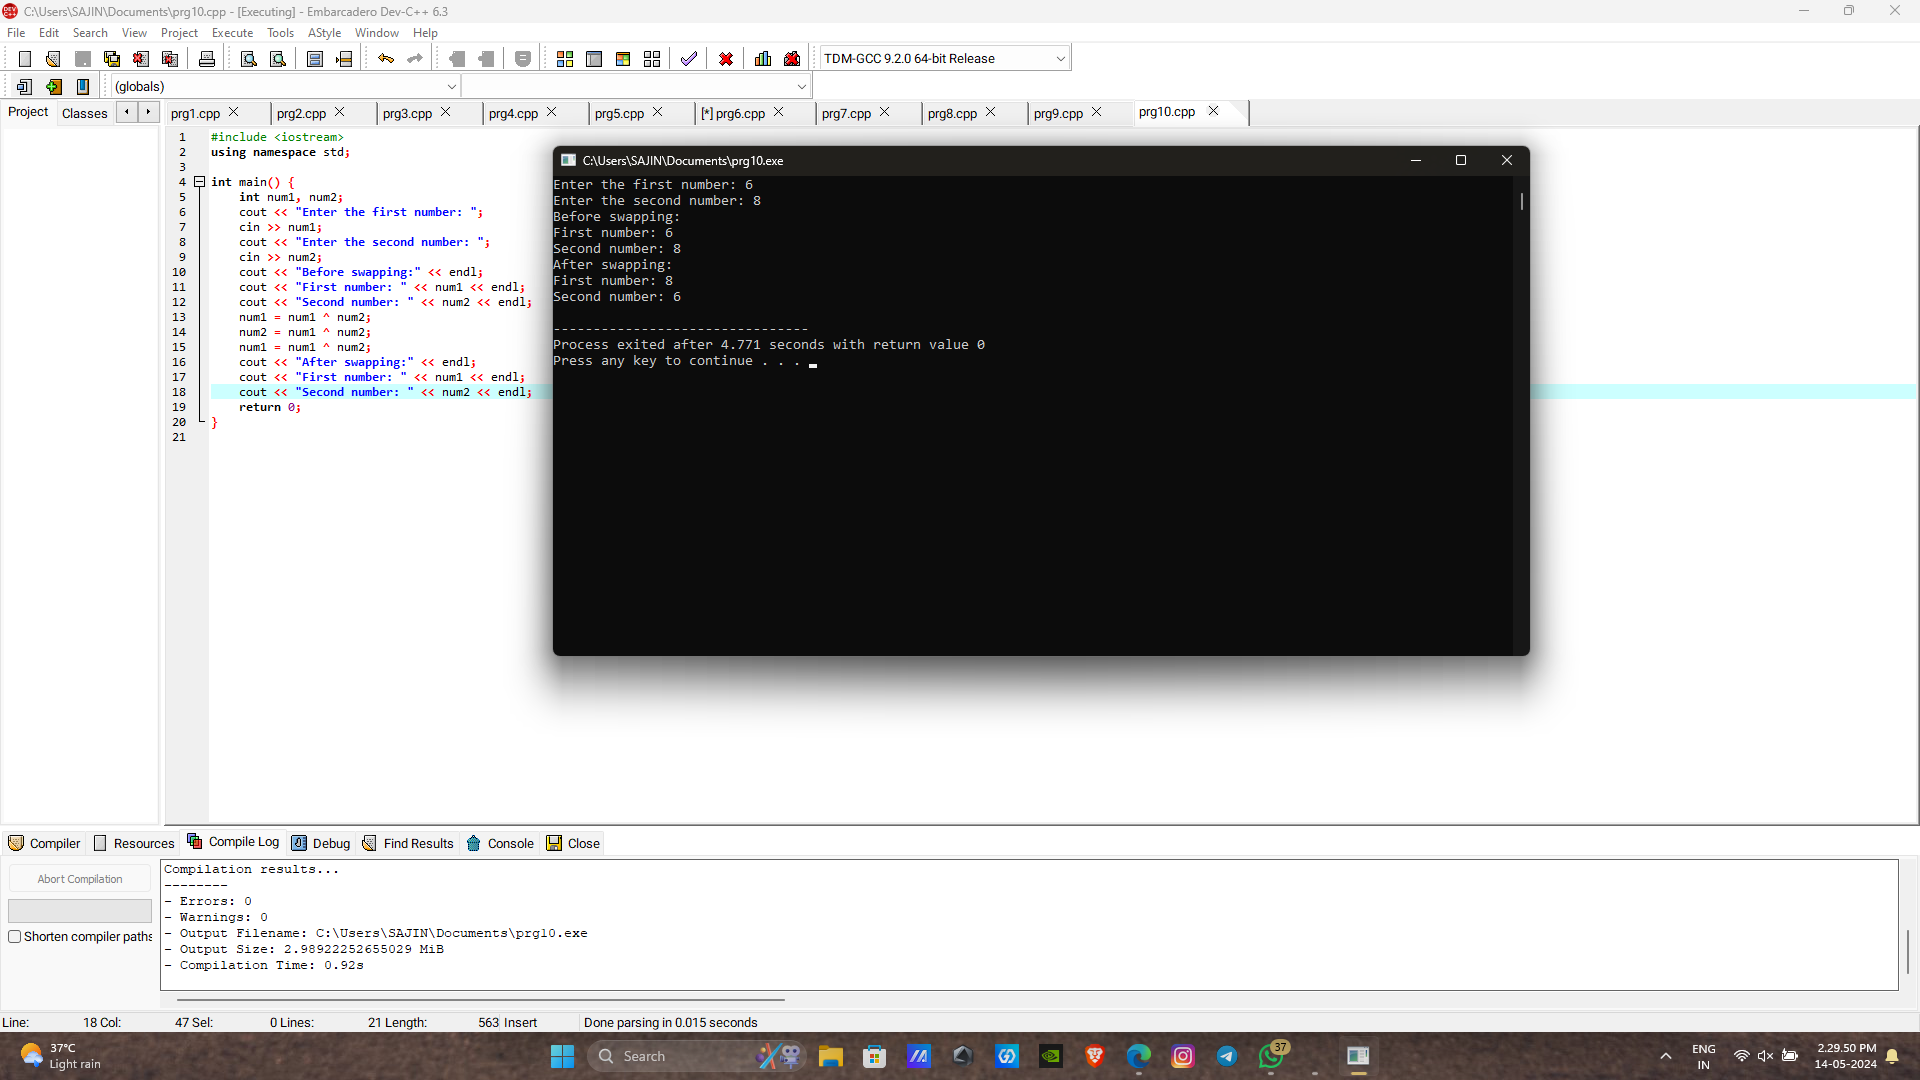 C:\Users\SAJIN\Documents\prg10.cpp - [Executing] - Embarcadero Dev-C++ 6.3
File Edit Search View Project Execute Tools AStyle Window Help
TDM-GCC 9.2.0 64-bit Release
(globals)
Project Classes prg1.cpp prg2.cpp prg3.cpp prg4.cpp prg5.cpp [*] prg6.cpp prg7.cpp prg8.cpp prg9.cpp prg10.cpp
1 #include <iostream>
2 using namespace std;
3
4 int main() {
5 int num1, num2;
6 cout << "Enter the first number: ";
7 cin >> num1;
8 cout << "Enter the second number: ";
9 cin >> num2;
10 cout << "Before swapping:" << endl;
11 cout << "First number: " << num1 << endl;
12 cout << "Second number: " << num2 << endl;
13 num1 = num1 ^ num2;
14 num2 = num1 ^ num2;
15 num1 = num1 ^ num2;
16 cout << "After swapping:" << endl;
17 cout << "First number: " << num1 << endl;
18 cout << "Second number: " << num2 << endl;
19 return 0;
20 }
21
C:\Users\SAJIN\Documents\prg10.exe
Enter the first number: 6
Enter the second number: 8
Before swapping:
First number: 6
Second number: 8
After swapping:
First number: 8
Second number: 6
--------------------------------
Process exited after 4.771 seconds with return value 0
Press any key to continue . . .
Compiler Resources Compile Log Debug Find Results Console Close
Abort Compilation
Shorten compiler paths
Compilation results...
--------
- Errors: 0
- Warnings: 0
- Output Filename: C:\Users\SAJIN\Documents\prg10.exe
- Output Size: 2.98922252655029 MiB
- Compilation Time: 0.92s
Line: 18 Col: 47 Sel: 0 Lines: 21 Length: 563 Insert Done parsing in 0.015 seconds
37°C
Light rain
Search
37
ENG
IN
2.29.50 PM
14-05-2024